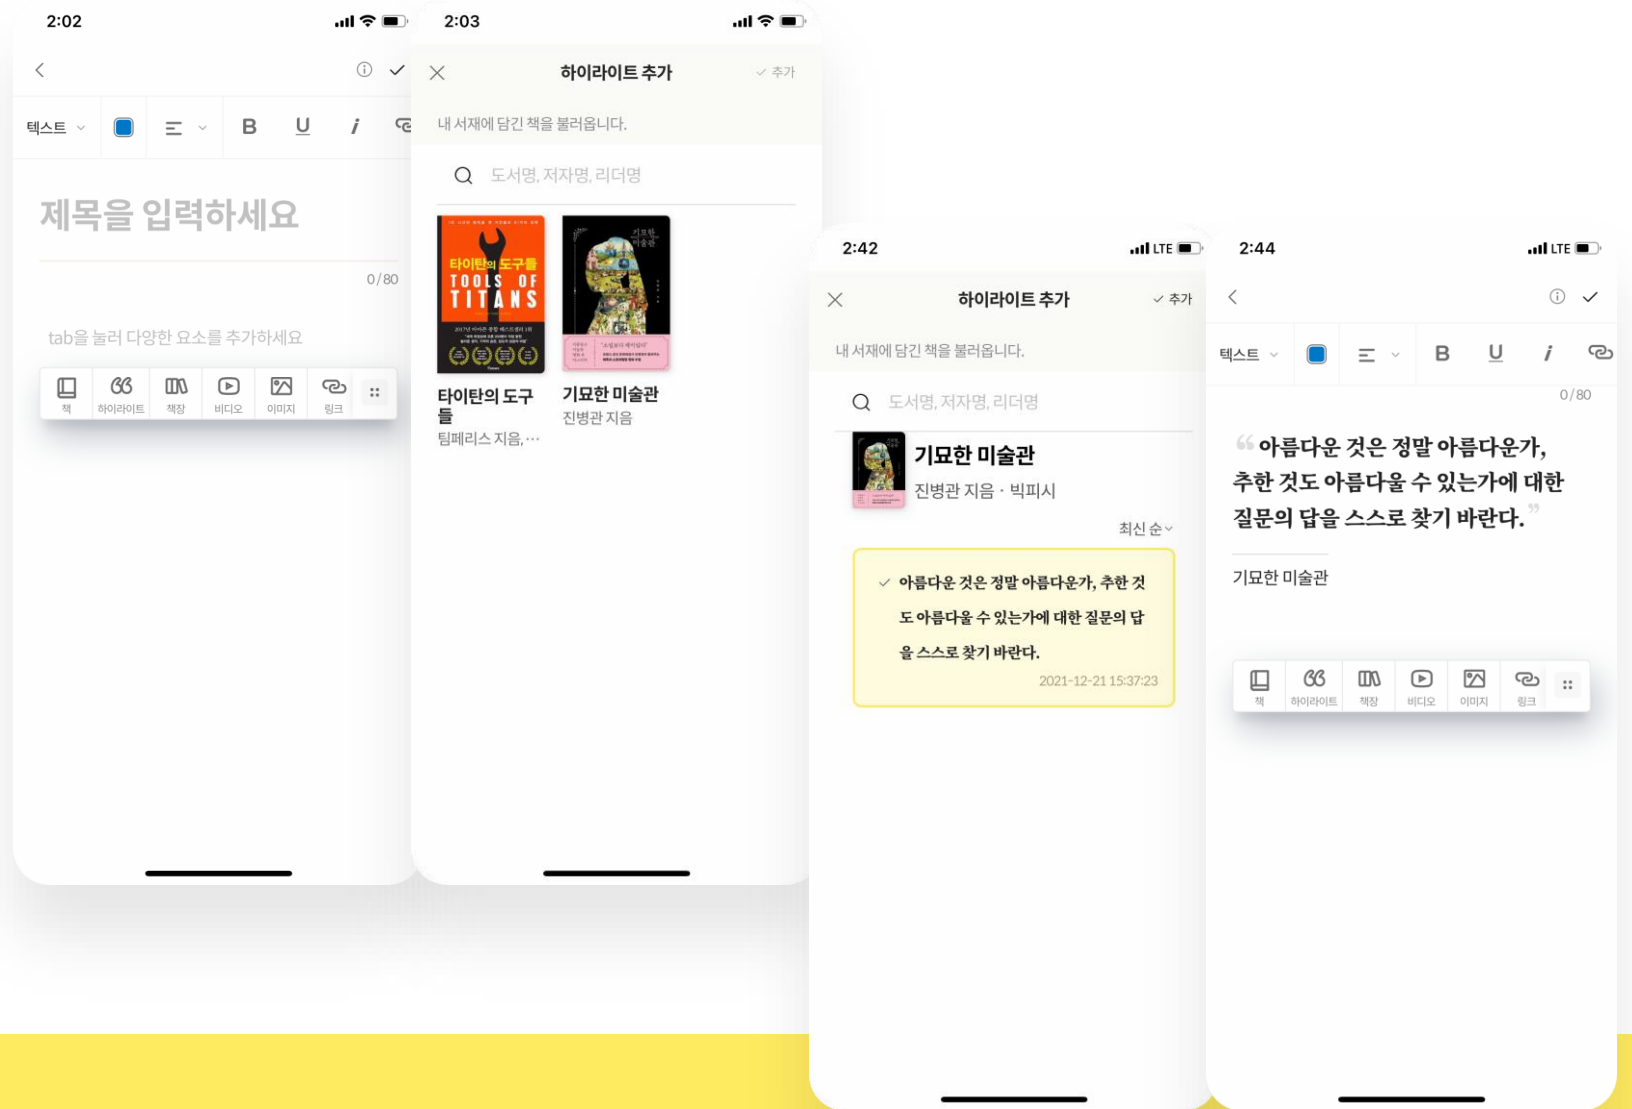 2:02
텍스트
B U i
제목을 입력하세요
0/80
tab을 눌러 다양한 요소를 추가하세요
책 하이라이트 책장 비디오 이미지 링크
2:03
하이라이트 추가
추가
내 서재에 담긴 책을 불러옵니다.
도서명, 저자명, 리더명
타이탄의 도구들
TOOLS OF
TITANS
기묘한
미술관
타이탄의 도구
들
팀페리스 지음, ···
기묘한 미술관
진병관 지음
2:42
LTE
하이라이트 추가
추가
내 서재에 담긴 책을 불러옵니다.
도서명, 저자명, 리더명
기묘한 미술관
진병관 지음 · 빅피시
최신 순
아름다운 것은 정말 아름다운가, 추한 것
도 아름다울 수 있는가에 대한 질문의 답
을 스스로 찾기 바란다.
2021-12-21 15:37:23
2:44
LTE
텍스트
B U i
0/80
“아름다운 것은 정말 아름다운가,
추한 것도 아름다울 수 있는가에 대한
질문의 답을 스스로 찾기 바란다.”
기묘한 미술관
책 하이라이트 책장 비디오 이미지 링크